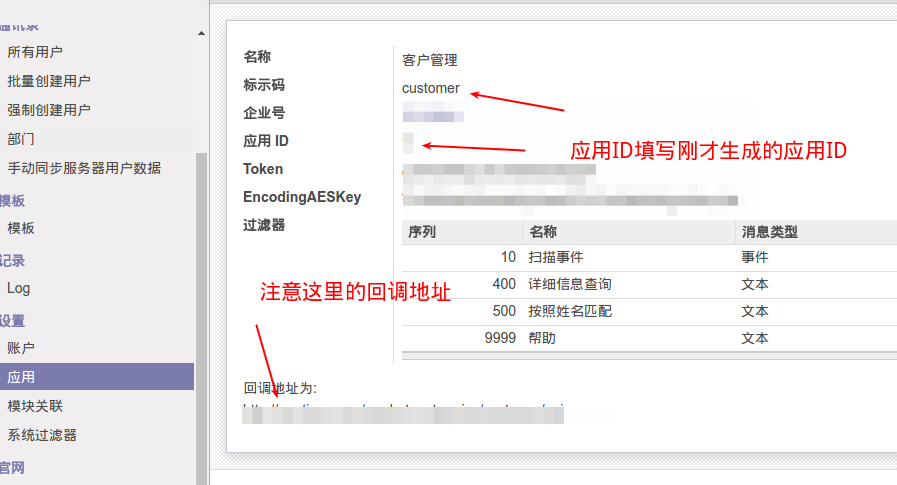 通讯录
所有用户
批量创建用户
强制创建用户
部门
手动同步服务器用户数据
模板
模板
记录
Log
设置
账户
应用
模块关联
系统过滤器
官网
名称 客户管理
标示码 customer
企业号
应用 ID
应用ID填写刚才生成的应用ID
Token
EncodingAESKey
过滤器
序列 名称 消息类型
10 扫描事件 事件
400 详细信息查询 文本
500 按照姓名匹配 文本
9999 帮助 文本
注意这里的回调地址
回调地址为: